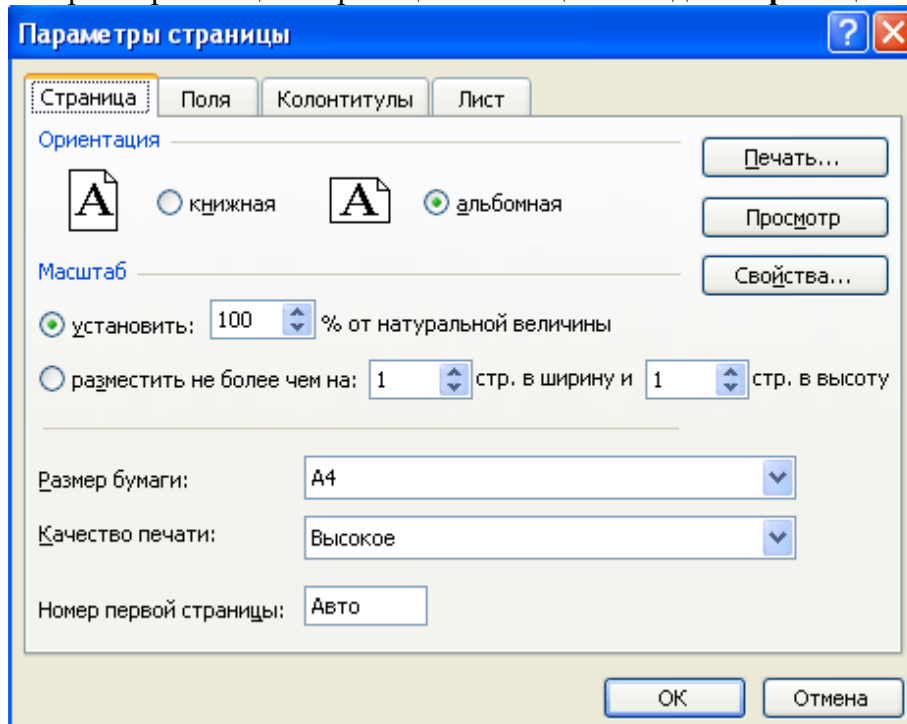 Параметры страницы
Страница Поля Колонтитулы Лист
Ориентация
A книжная A альбомная
Печать...
Просмотр
Масштаб
Свойства...
установить: 100 % от натуральной величины
разместить не более чем на: 1 стр. в ширину и 1 стр. в высоту
Размер бумаги: A4
Качество печати: Высокое
Номер первой страницы: Авто
ОК Отмена